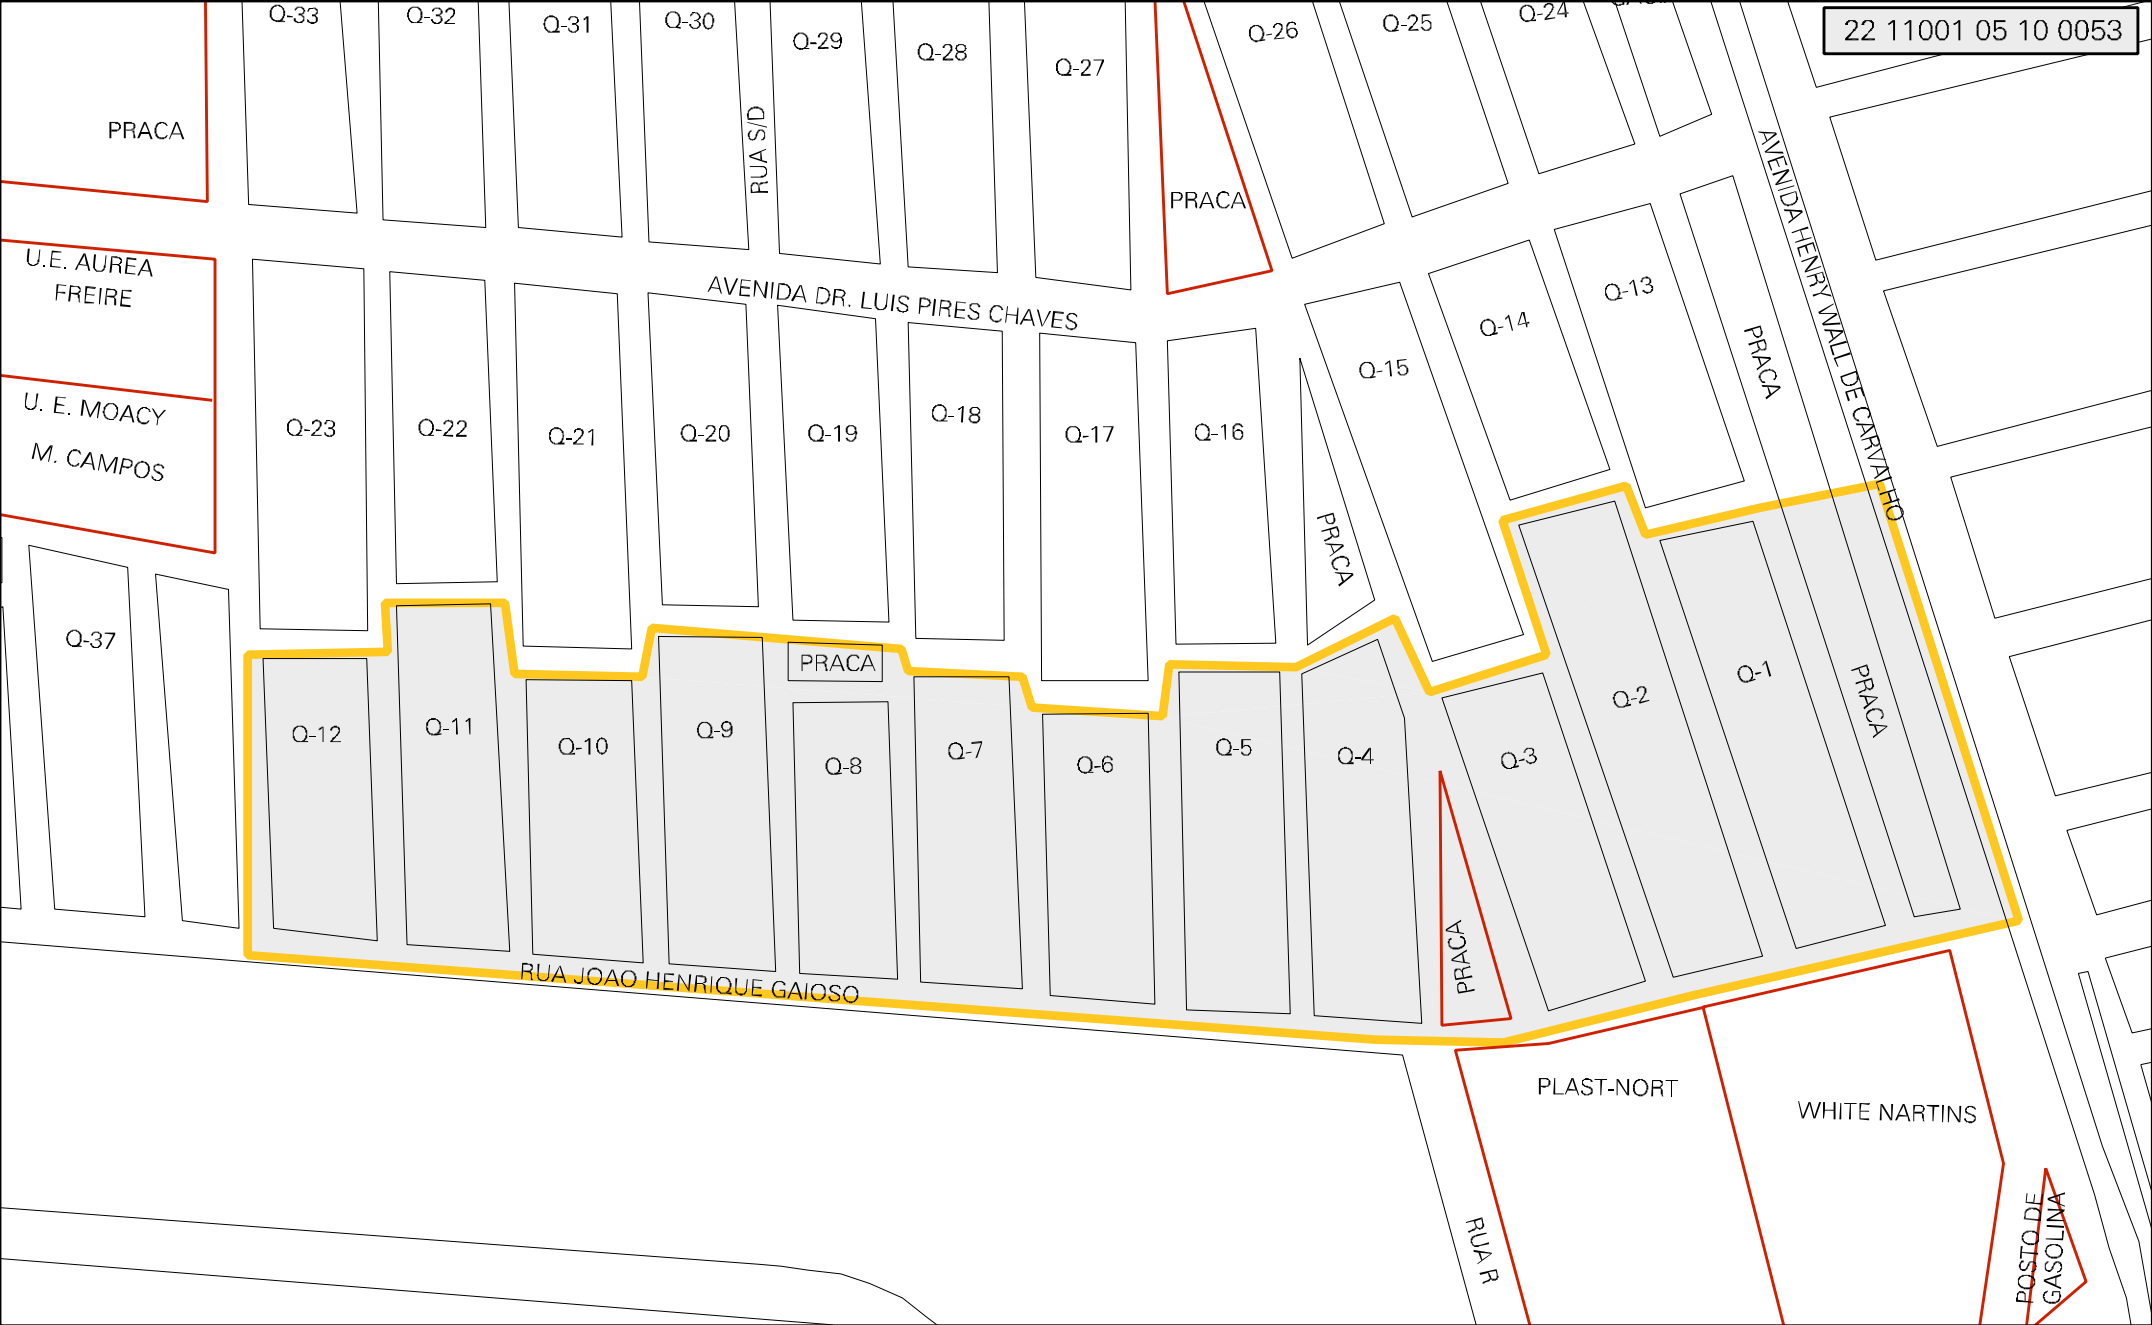 Q-33
Q-32
Q-31
Q-30
Q-29
Q-28
Q-27
Q-26
Q-25
Q-24
22 11001 05 10 0053
PRACA
RUA S/D
PRACA
AVENIDA HENRY WALL DE CARVALHO
U.E. AUREA
FREIRE
AVENIDA DR. LUIS PIRES CHAVES
Q-15
Q-14
Q-13
PRACA
U. E. MOACY
M. CAMPOS
Q-23
Q-22
Q-21
Q-20
Q-19
Q-18
Q-17
Q-16
PRACA
Q-37
PRACA
Q-12
Q-11
Q-10
Q-9
Q-8
Q-7
Q-6
Q-5
Q-4
Q-3
Q-2
Q-1
PRACA
PRACA
RUA JOAO HENRIQUE GAIOSO
PLAST-NORT
WHITE NARTINS
RUA R
POSTO DE
GASOLINA